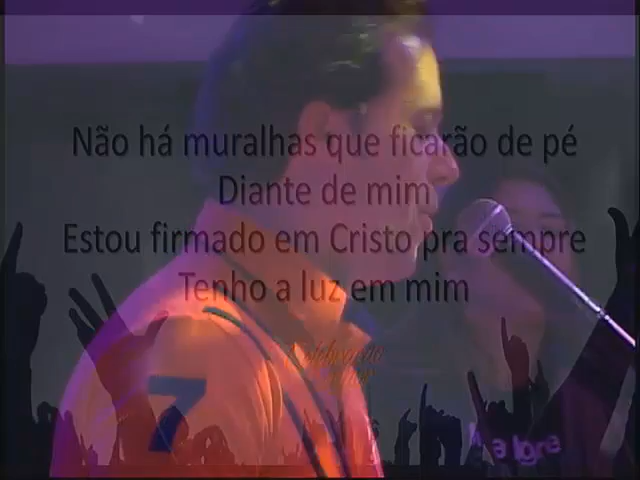 Não há muralhas que ficarão de pé
Diante de mim
Estou firmado em Cristo pra sempre
Tenho a luz em mim
7